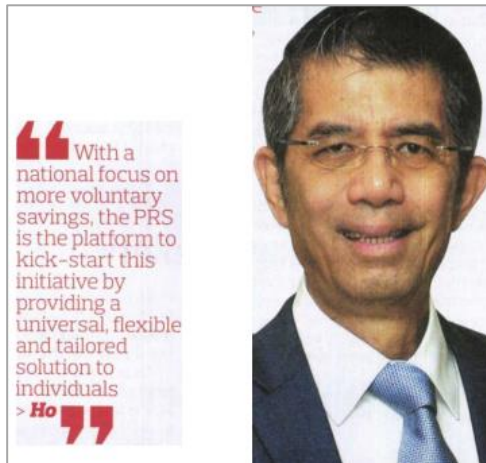 “ With a
national focus on
more voluntary
savings, the PRS
is the platform to
kick-start this
initiative by
providing a
universal, flexible
and tailored
solution to
individuals
> Ho ”